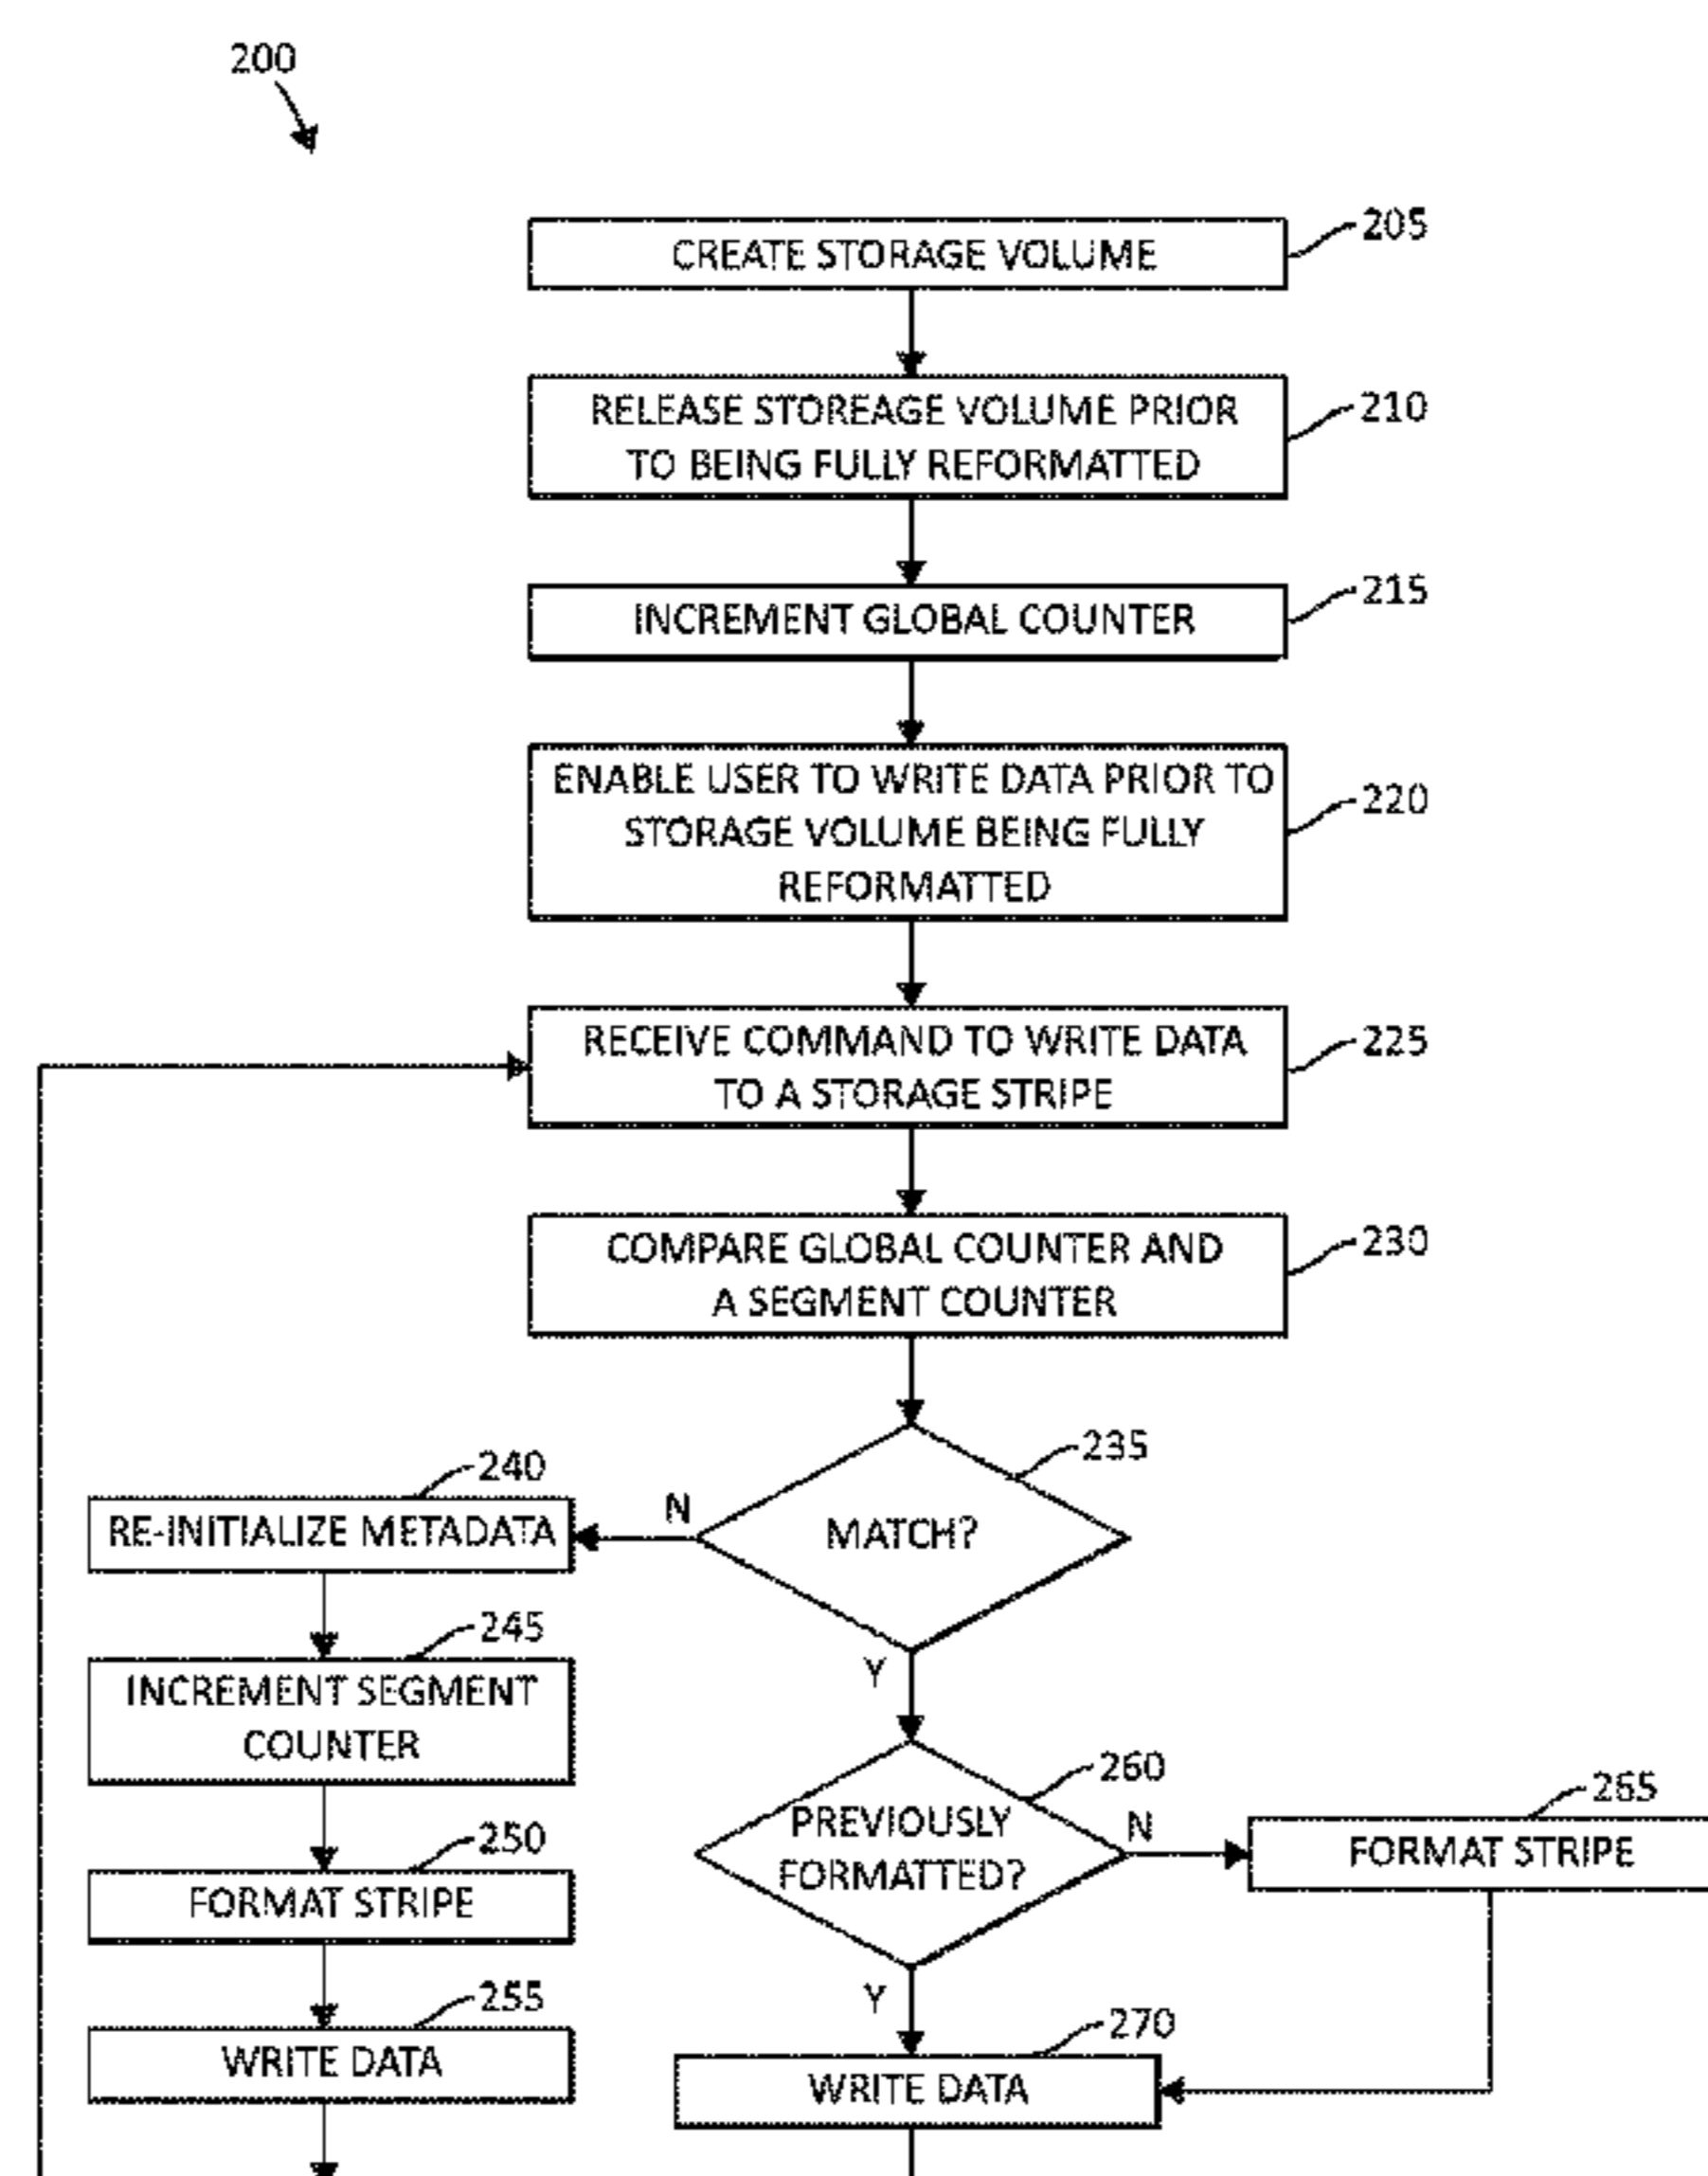 200
CREATE STORAGE VOLUME
205
RELEASE STOREAGE VOLUME PRIOR
TO BEING FULLY REFORMATTED
210
INCREMENT GLOBAL COUNTER
215
ENABLE USER TO WRITE DATA PRIOR TO
STORAGE VOLUME BEING FULLY
REFORMATTED
220
RECEIVE COMMAND TO WRITE DATA
TO A STORAGE STRIPE
225
COMPARE GLOBAL COUNTER AND
A SEGMENT COUNTER
230
MATCH?
235
N
Y
240
RE-INITIALIZE METADATA
245
INCREMENT SEGMENT
COUNTER
250
FORMAT STRIPE
255
WRITE DATA
260
PREVIOUSLY
FORMATTED?
N
Y
265
FORMAT STRIPE
270
WRITE DATA